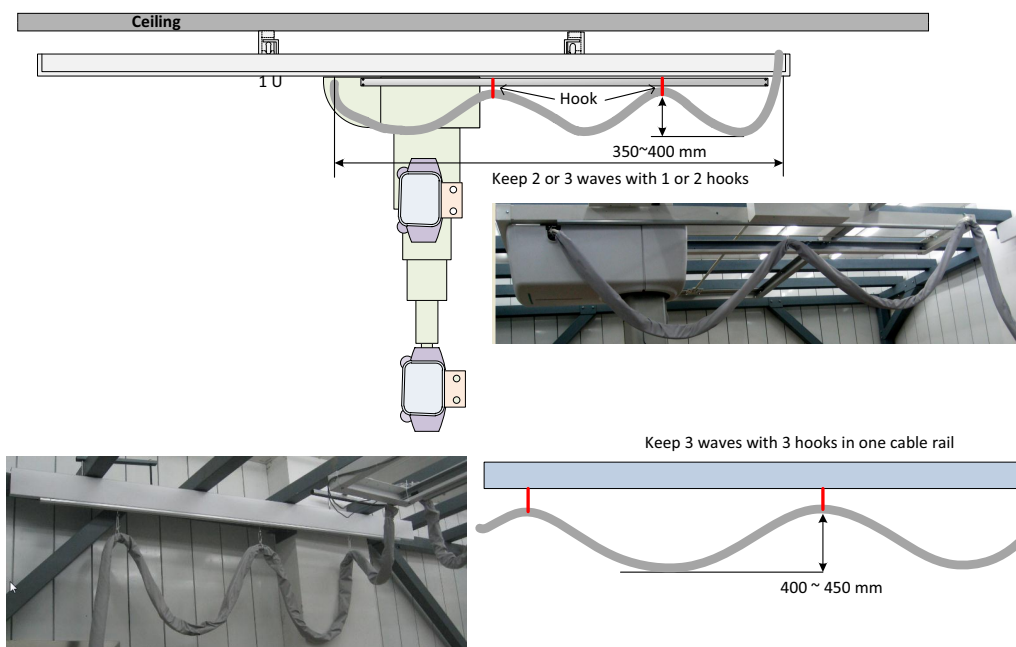 Ceiling
1 U
Hook
350~400 mm
Keep 2 or 3 waves with 1 or 2 hooks
Keep 3 waves with 3 hooks in one cable rail
400 ~ 450 mm